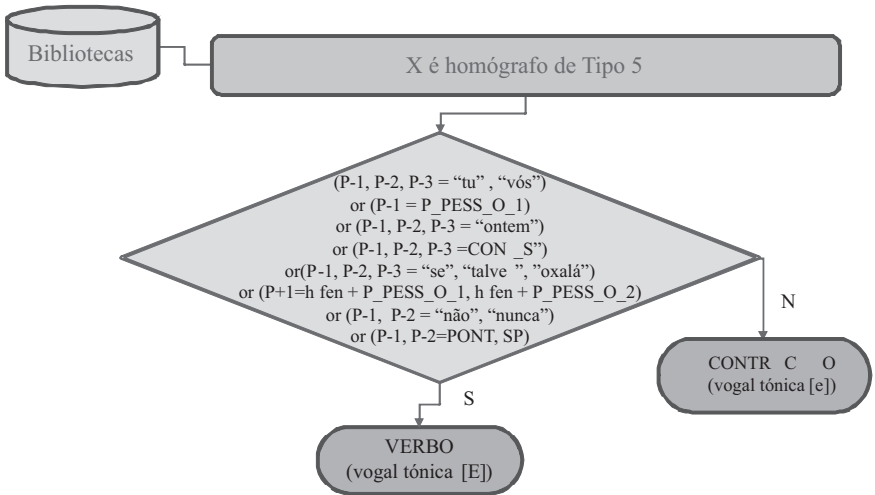 Bibliotecas
X é homógrafo de Tipo 5
(P-1, P-2, P-3 = “tu” , “vós”)
or (P-1 = P_PESS_O_1)
or (P-1, P-2, P-3 = “ontem”)
or (P-1, P-2, P-3 =CON _S”)
or(P-1, P-2, P-3 = “se”, “talve ”, “oxalá”)
or (P+1=h fen + P_PESS_O_1, h fen + P_PESS_O_2)
or (P-1, P-2 = “não”, “nunca”)
or (P-1, P-2=PONT, SP)
N
CONTR C O
(vogal tónica [e])
S
VERBO
(vogal tónica [E])